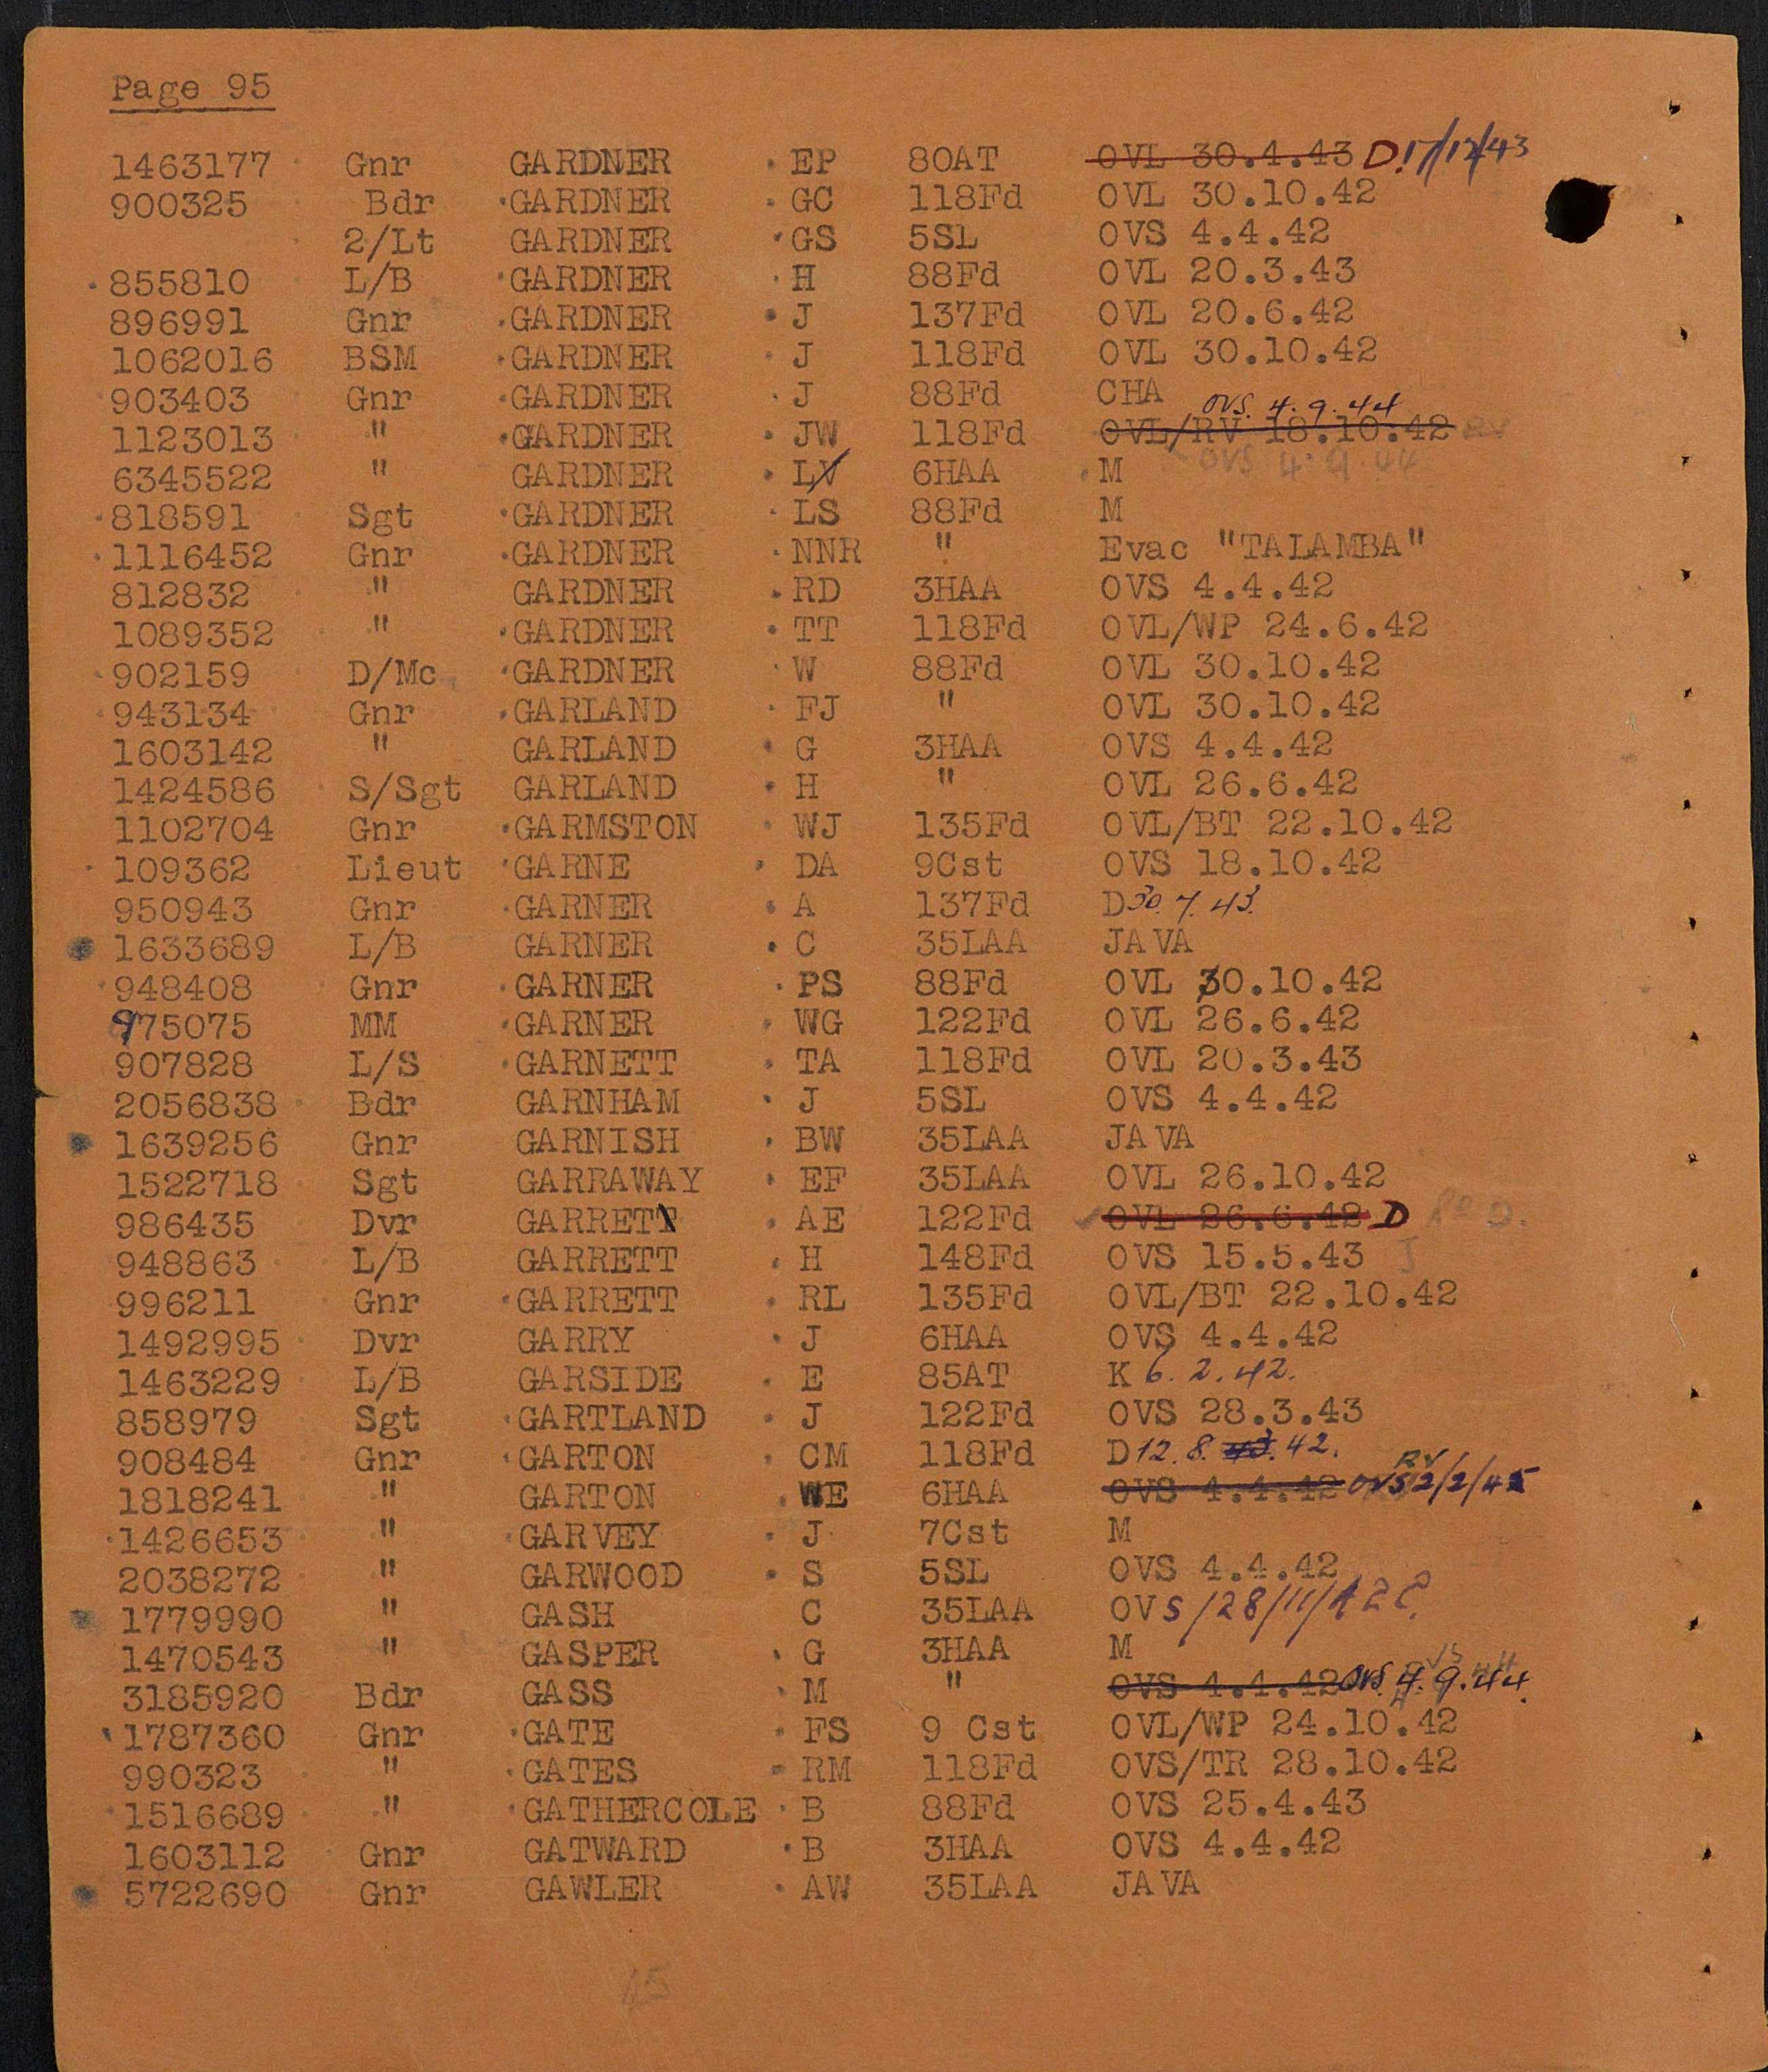 Page 95
1463177 Gnr GARDNER EP 80AT OVL 30.4.43 D. 17/12/43
900325 Bdr GARDNER GC 118Fd OVL 30.10.42
2/Lt GARDNER GS 5SL OVS 4.4.42
855810 L/B GARDNER H 88Fd OVL 20.3.43
896991 Gnr GARDNER J 137Fd OVL 20.6.42
1062016 BSM GARDNER J 118Fd OVL 30.10.42
903403 Gnr GARDNER J 88Fd CHA
OVS. 4.9.44
1123013 " GARDNER JW 118Fd OVL/RV 18.10.42 RV
OVS 4.9.44
6345522 " GARDNER LV 6HAA M
818591 Sgt GARDNER LS 88Fd M
1116452 Gnr GARDNER NNR " Evac "TALAMBA"
812832 " GARDNER RD 3HAA OVS 4.4.42
1089352 " GARDNER TT 118Fd OVL/WP 24.6.42
902159 D/Mc GARDNER W 88Fd OVL 30.10.42
943134 Gnr GARLAND FJ " OVL 30.10.42
1603142 " GARLAND G 3HAA OVS 4.4.42
1424586 S/Sgt GARLAND H " OVL 26.6.42
1102704 Gnr GARMSTON WJ 135Fd OVL/BT 22.10.42
109362 Lieut GARNE DA 9Cst OVS 18.10.42
950943 Gnr GARNER A 137Fd D 30.7.43.
1633689 L/B GARNER C 35LAA JAVA
948408 Gnr GARNER PS 88Fd OVL 30.10.42
975075 MM GARNER WG 122Fd OVL 26.6.42
907828 L/S GARNETT TA 118Fd OVL 20.3.43
2056838 Bdr GARNHAM J 5SL OVS 4.4.42
1639256 Gnr GARNISH BW 35LAA JAVA
1522718 Sgt GARRAWAY EF 35LAA OVL 26.10.42
986435 Dvr GARRETT AE 122Fd OVL 26.6.42 D
948863 L/B GARRETT H 148Fd OVS 15.5.43 J
996211 Gnr GARRETT RL 135Fd OVL/BT 22.10.42
1492995 Dvr GARRY J 6HAA OVS 4.4.42
1463229 L/B GARSIDE E 85AT K 6.2.42.
858979 Sgt GARTLAND J 122Fd OVS 28.3.43
908484 Gnr GARTON CM 118Fd D 12.8. 43. 42.
RV
1818241 " GARTON WE 6HAA OVS 4.4.42 OVS 2/2/45
1426653 " GARVEY J 7Cst M
2038272 " GARWOOD S 5SL OVS 4.4.42
1779990 " GASH C 35LAA OVS/28/11/42
1470543 " GASPER G 3HAA M
3185920 Bdr GASS M " OVS 4.4.42 OVS. 4.9.44.
1787360 Gnr GATE FS 9 Cst OVL/WP 24.10.42
990323 " GATES RM 118Fd OVS/TR 28.10.42
1516689 " GATHERCOLE B 88Fd OVS 25.4.43
1603112 Gnr GATWARD B 3HAA OVS 4.4.42
5722690 Gnr GAWLER AW 35LAA JAVA